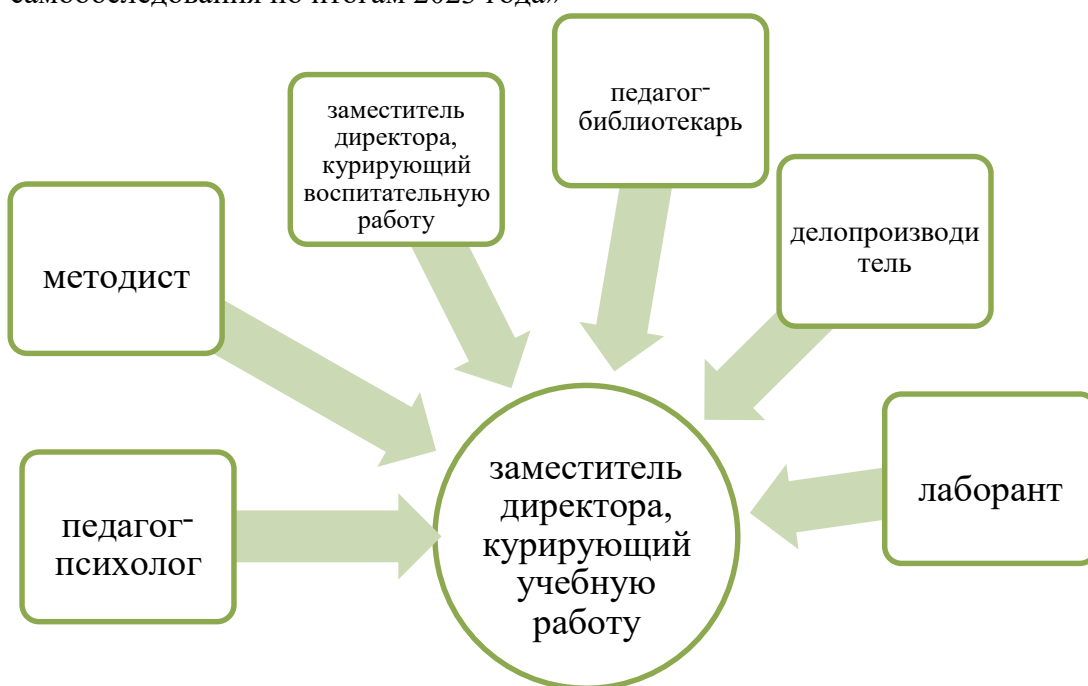 самообследования по итогам 2023 года»
педагог-
библиотекарь
заместитель
директора,
курирующий
воспитательную
работу
делопроизводи
тель
методист
лаборант
педагог-
психолог
заместитель
директора,
курирующий
учебную
работу